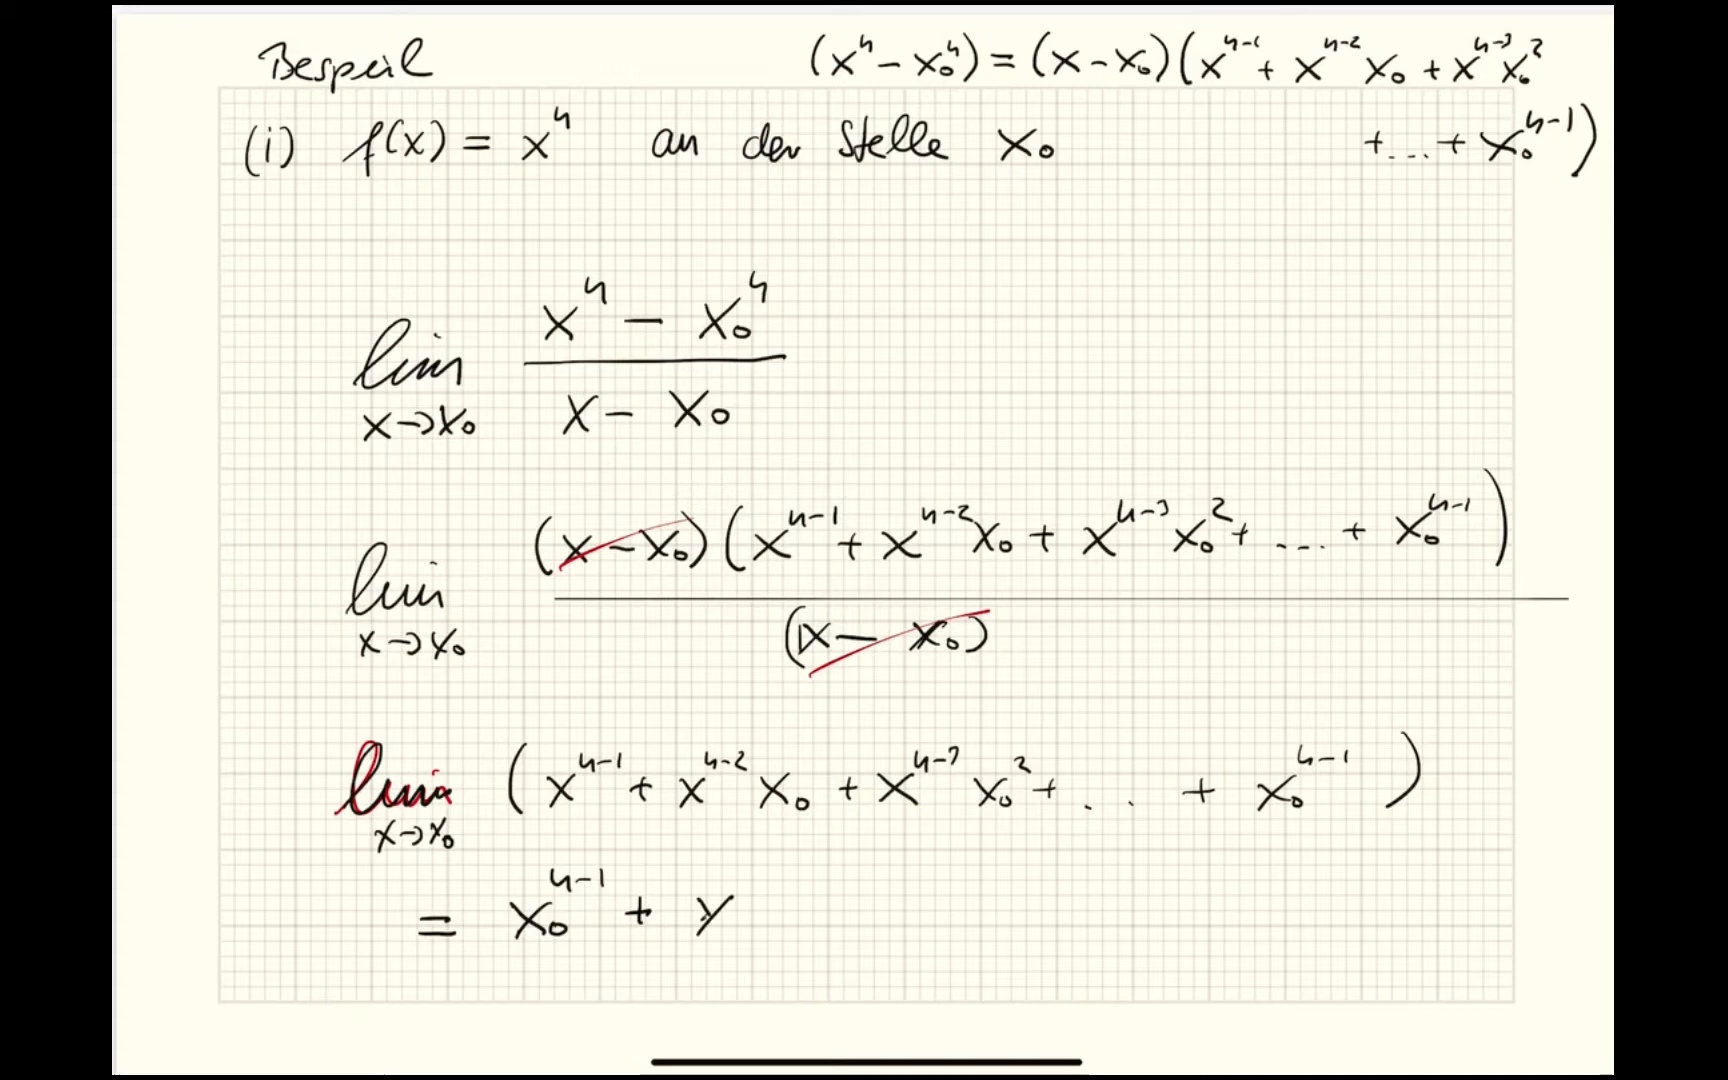 Bespeil
(xⁿ - x₀ⁿ) = (x - x₀)(xⁿ⁻¹ + xⁿ⁻² x₀ + xⁿ⁻³ x₀²
+ ... + x₀ⁿ⁻¹)
(i) f(x) = xⁿ an der Stelle x₀
lim x→x₀ (xⁿ - x₀ⁿ) / (x - x₀)
lim x→x₀ (x - x₀)(xⁿ⁻¹ + xⁿ⁻² x₀ + xⁿ⁻³ x₀² + ... + x₀ⁿ⁻¹) / (x - x₀)
lim x→x₀ (xⁿ⁻¹ + xⁿ⁻² x₀ + xⁿ⁻³ x₀² + ... + x₀ⁿ⁻¹)
= x₀ⁿ⁻¹ + x